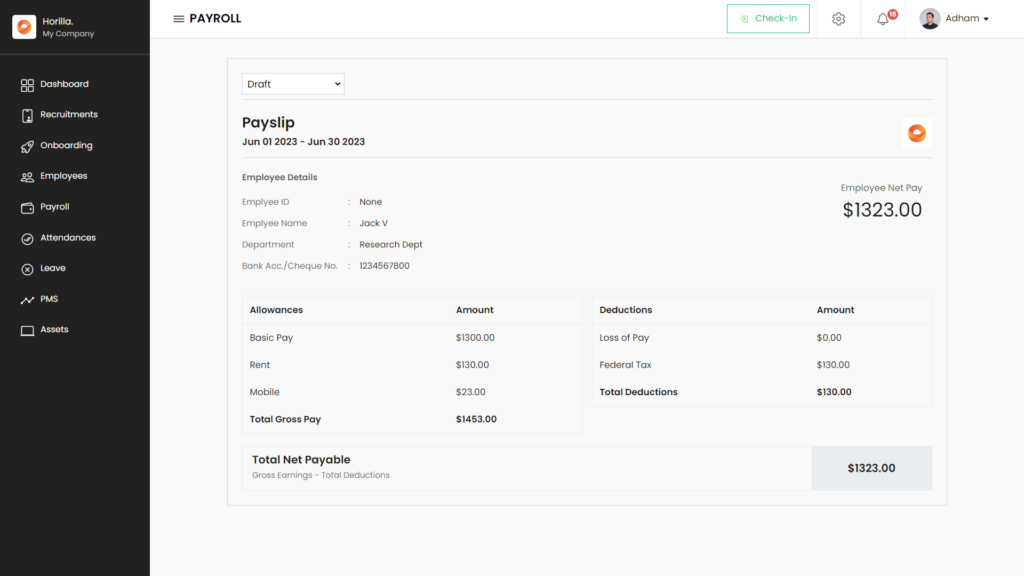 Horilla.
My Company
PAYROLL
Check-In
18
Adham
Dashboard
Recruitments
Onboarding
Employees
Payroll
Attendances
Leave
PMS
Assets
Draft
Payslip
Jun 01 2023 - Jun 30 2023
Employee Details
Emplyee ID : None
Emplyee Name : Jack V
Department : Research Dept
Bank Acc./Cheque No. : 1234567800
Employee Net Pay
$1323.00
Allowances Amount
Basic Pay $1300.00
Rent $130.00
Mobile $23.00
Total Gross Pay $1453.00
Deductions Amount
Loss of Pay $0.00
Federal Tax $130.00
Total Deductions $130.00
Total Net Payable
Gross Earnings - Total Deductions
$1323.00